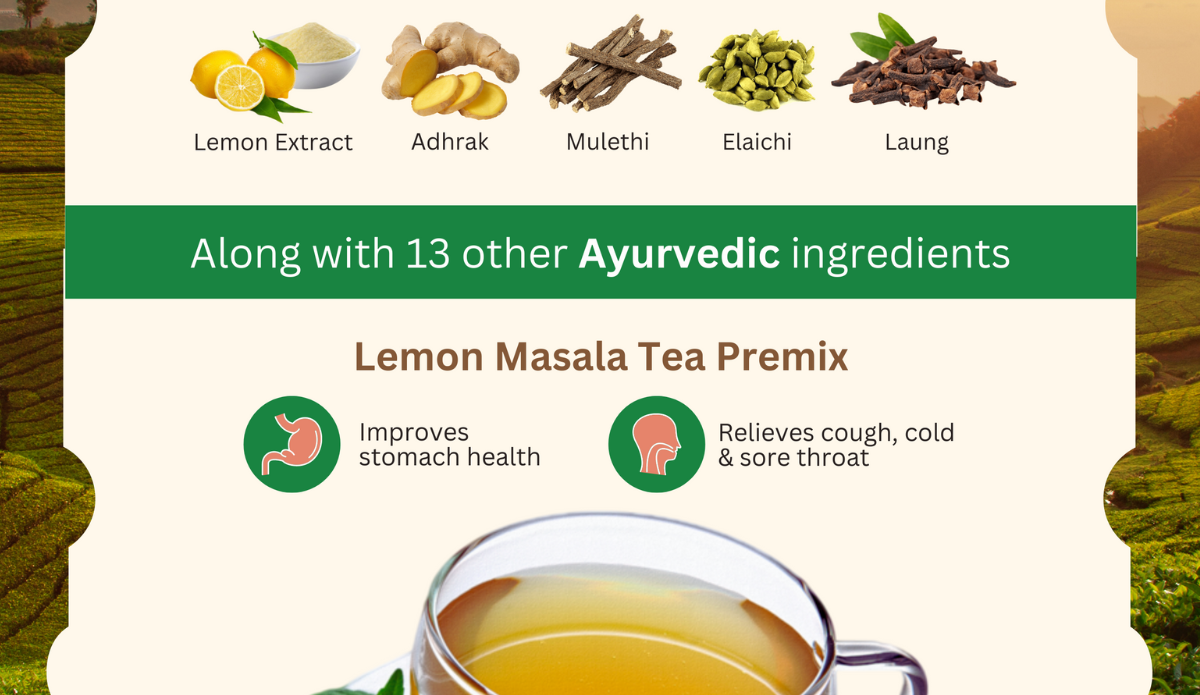 Lemon Extract
Adhrak
Mulethi
Elaichi
Laung
Along with 13 other Ayurvedic ingredients
Lemon Masala Tea Premix
Improves
stomach health
Relieves cough, cold
& sore throat